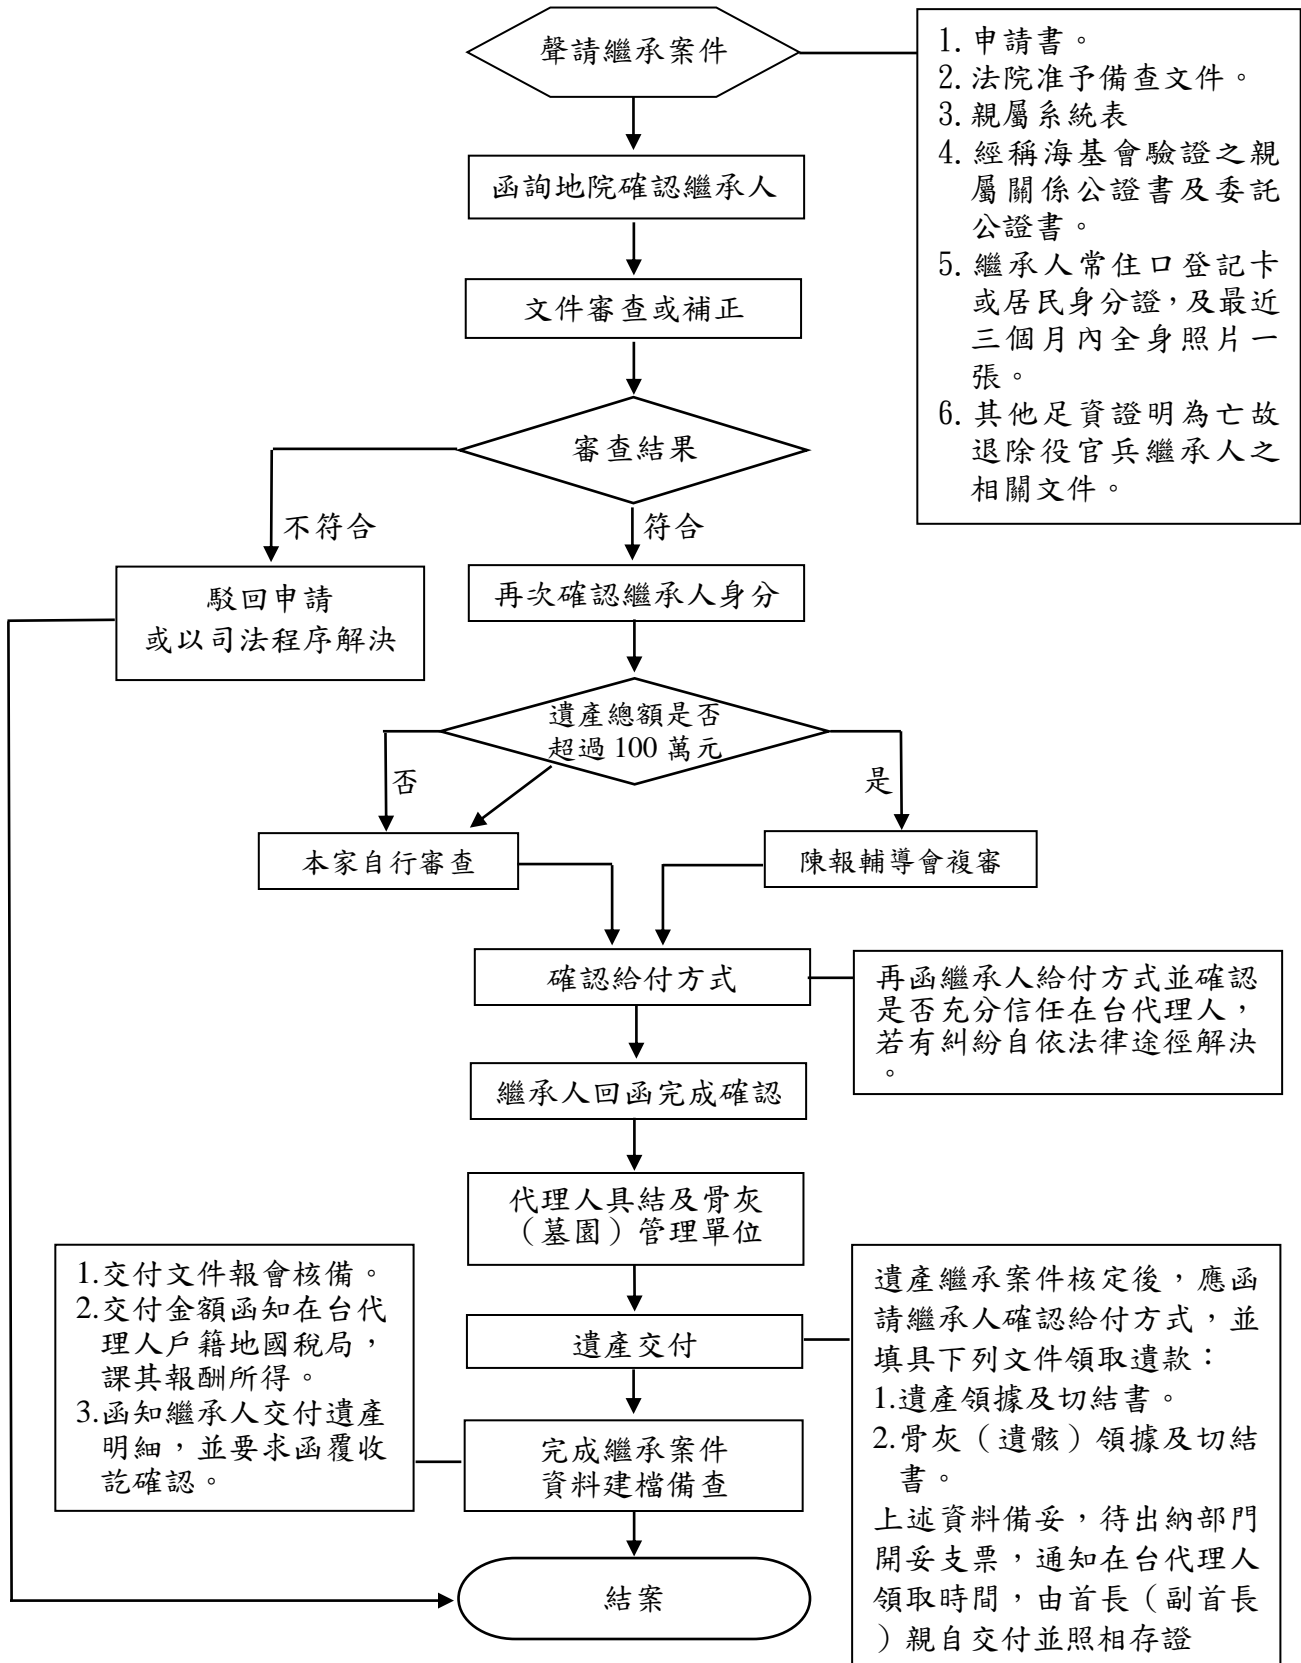 聲請繼承案件
1.申請書。
2.法院准予備查文件。
3.親屬系統表
4.經稱海基會驗證之親
屬關係公證書及委託
公證書。
5.繼承人常住口登記卡
或居民身分證,及最近
三個月內全身照片一
張。
6.其他足資證明為亡故
退除役官兵繼承人之
相關文件。
函詢地院確認繼承人
文件審查或補正
審查結果
不符合
符合
駁回申請
或以司法程序解決
再次確認繼承人身分
遺產總額是否
超過 100 萬元
否
是
本家自行審查
陳報輔導會複審
確認給付方式
再函繼承人給付方式並確認
是否充分信任在台代理人,
若有糾紛自依法律途徑解決
。
繼承人回函完成確認
代理人具結及骨灰
(墓園)管理單位
遺產交付
遺產繼承案件核定後,應函
請繼承人確認給付方式,並
填具下列文件領取遺款:
1.遺產領據及切結書。
2.骨灰(遺骸)領據及切結
書。
上述資料備妥,待出納部門
開妥支票,通知在台代理人
領取時間,由首長(副首長
)親自交付並照相存證
1.交付文件報會核備。
2.交付金額函知在台代
理人戶籍地國稅局,
課其報酬所得。
3.函知繼承人交付遺產
明細,並要求函覆收
訖確認。
完成繼承案件
資料建檔備查
結案